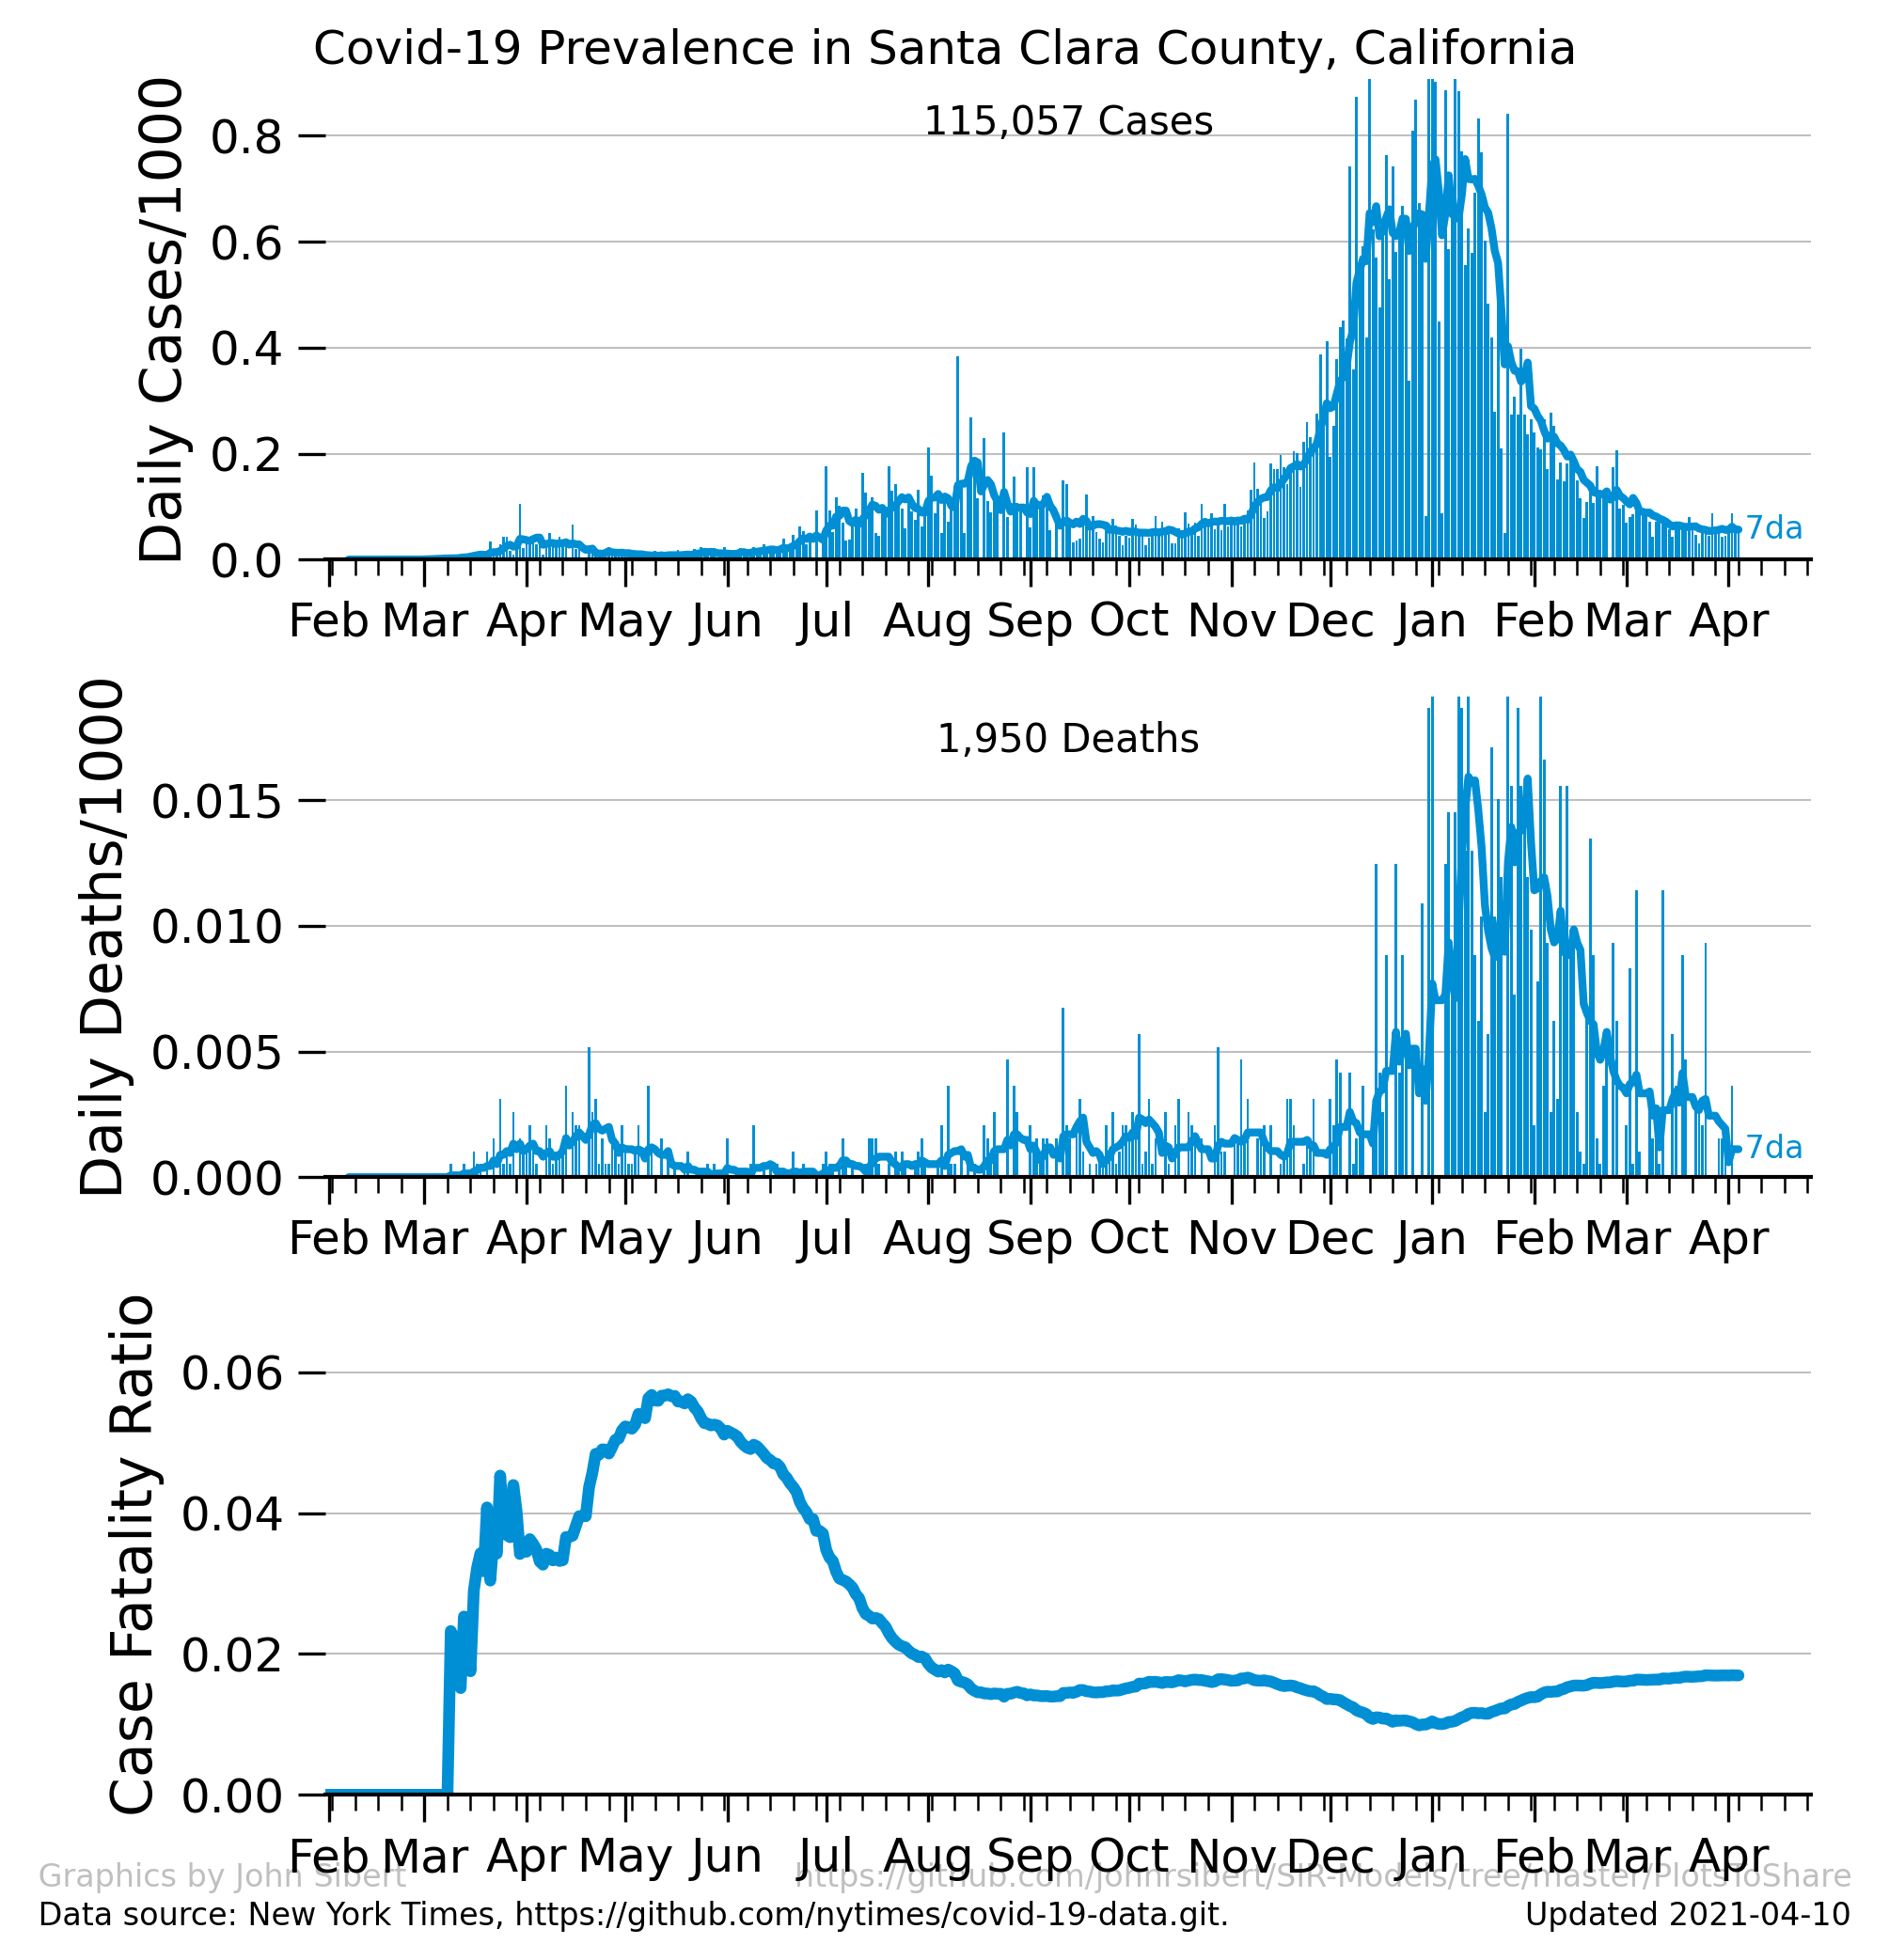 Covid-19 Prevalence in Santa Clara County, California
Daily Cases/1000
115,057 Cases
0.8
0.6
0.4
0.2
0.0
7da
Feb Mar Apr May Jun Jul Aug Sep Oct Nov Dec Jan Feb Mar Apr
Daily Deaths/1000
1,950 Deaths
0.015
0.010
0.005
0.000
7da
Feb Mar Apr May Jun Jul Aug Sep Oct Nov Dec Jan Feb Mar Apr
Case Fatality Ratio
0.06
0.04
0.02
0.00
Feb Mar Apr May Jun Jul Aug Sep Oct Nov Dec Jan Feb Mar Apr
Graphics by John Sibert https://github.com/johnrsibert/SIR-Models/tree/master/PlotsToShare
Data source: New York Times, https://github.com/nytimes/covid-19-data.git. Updated 2021-04-10